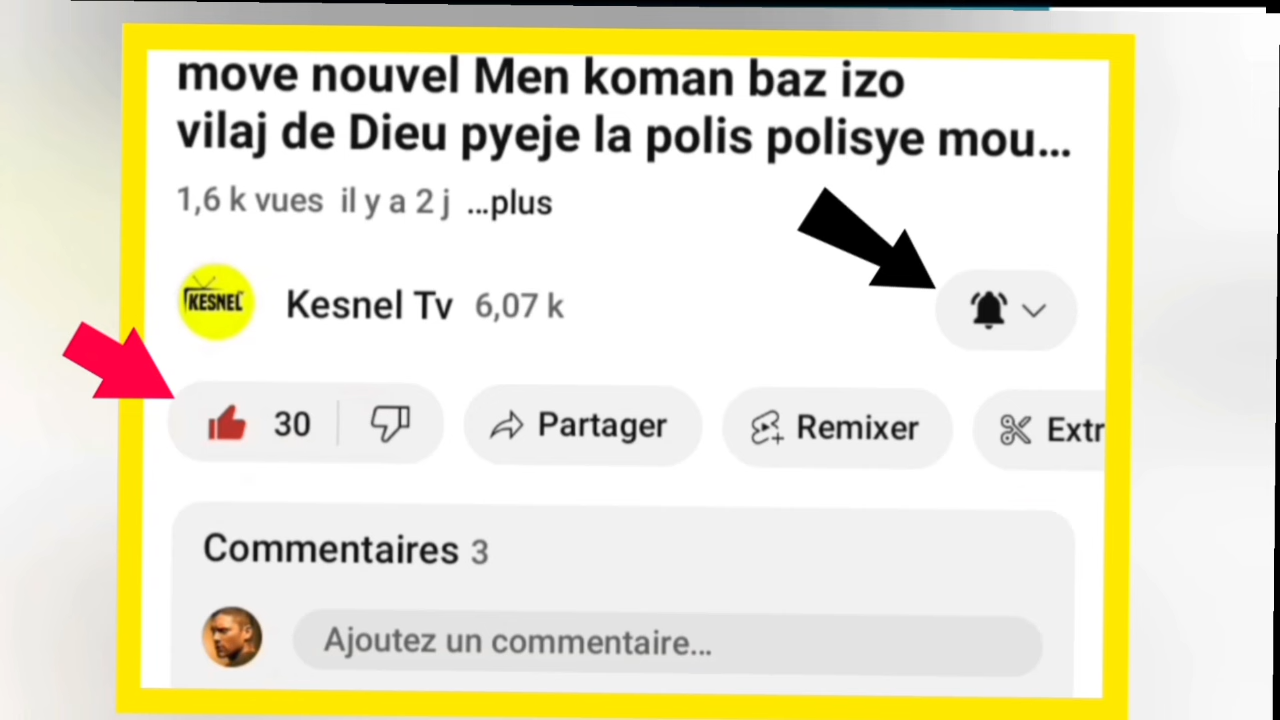 move nouvel Men koman baz izo
vilaj de Dieu pyeje la polis polisye mou...
1,6 k vues il y a 2 j ...plus
KESNEL
Kesnel Tv 6,07 k
30 Partager Remixer Extr
Commentaires 3
Ajoutez un commentaire...